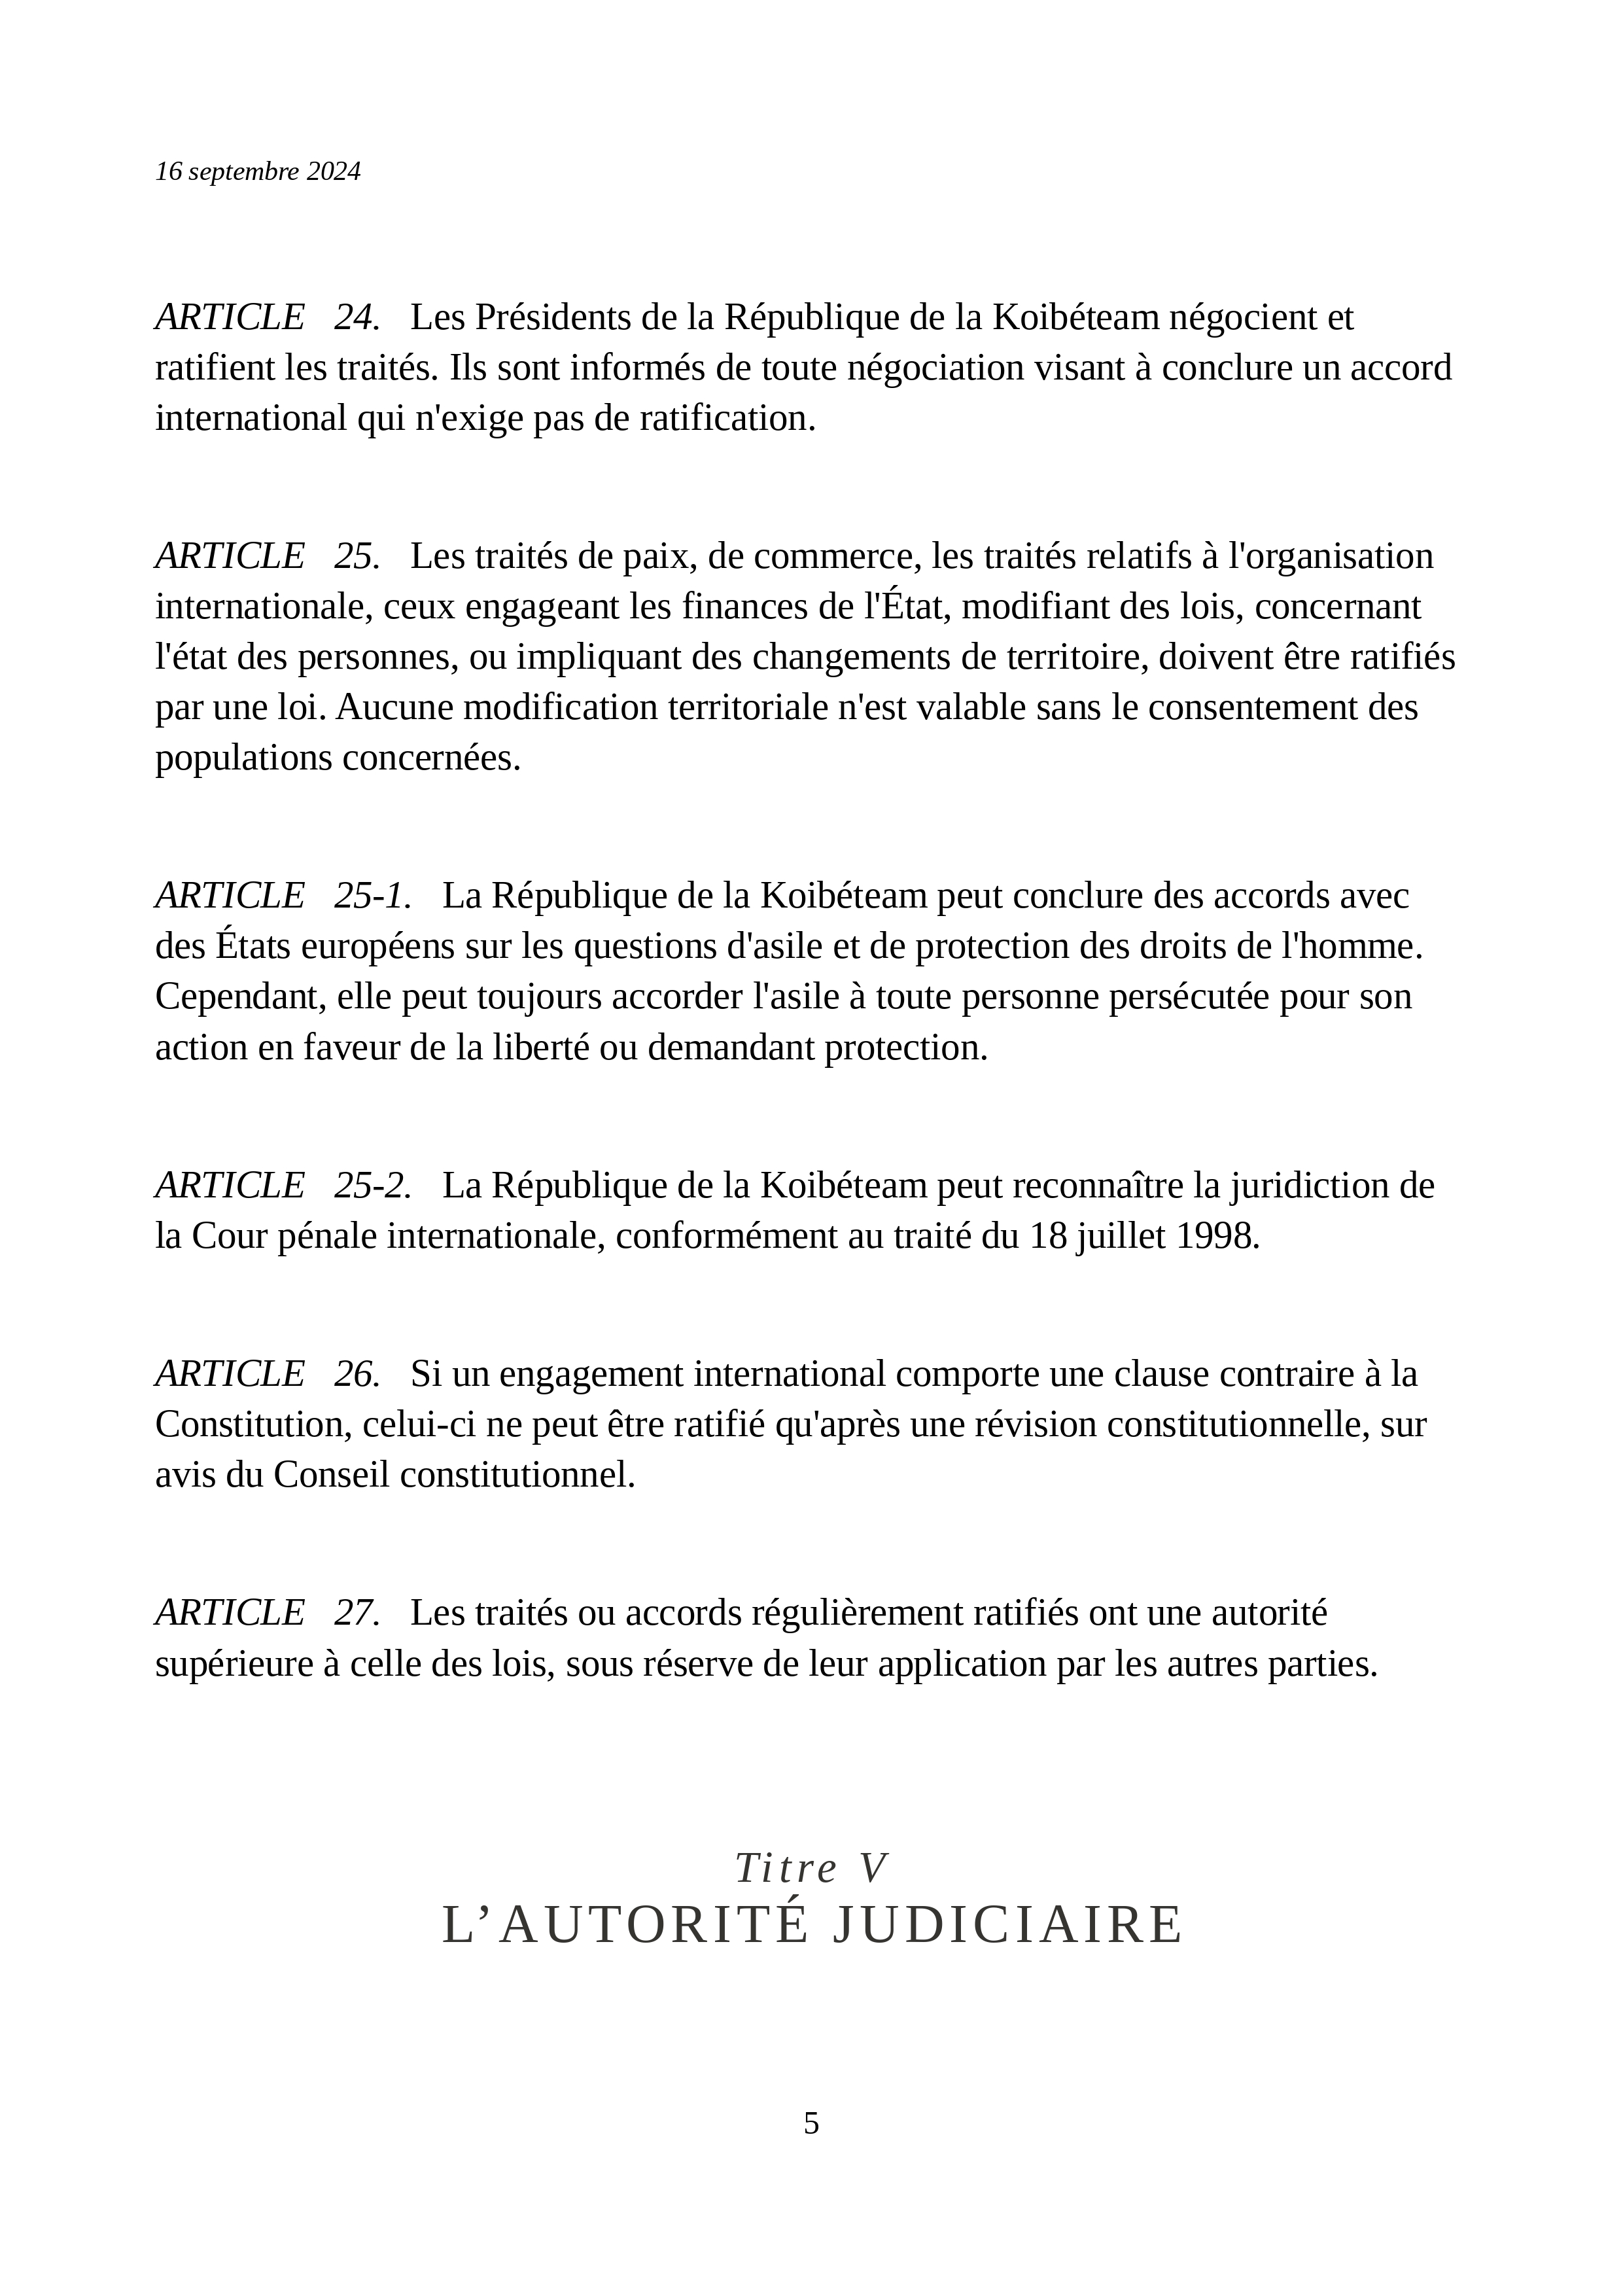 16 septembre 2024
ARTICLE 24. Les Présidents de la République de la Koibéteam négocient et
ratifient les traités. Ils sont informés de toute négociation visant à conclure un accord
international qui n'exige pas de ratification.
ARTICLE 25. Les traités de paix, de commerce, les traités relatifs à l'organisation
internationale, ceux engageant les finances de l'État, modifiant des lois, concernant
l'état des personnes, ou impliquant des changements de territoire, doivent être ratifiés
par une loi. Aucune modification territoriale n'est valable sans le consentement des
populations concernées.
ARTICLE 25-1. La République de la Koibéteam peut conclure des accords avec
des États européens sur les questions d'asile et de protection des droits de l'homme.
Cependant, elle peut toujours accorder l'asile à toute personne persécutée pour son
action en faveur de la liberté ou demandant protection.
ARTICLE 25-2. La République de la Koibéteam peut reconnaître la juridiction de
la Cour pénale internationale, conformément au traité du 18 juillet 1998.
ARTICLE 26. Si un engagement international comporte une clause contraire à la
Constitution, celui-ci ne peut être ratifié qu'après une révision constitutionnelle, sur
avis du Conseil constitutionnel.
ARTICLE 27. Les traités ou accords régulièrement ratifiés ont une autorité
supérieure à celle des lois, sous réserve de leur application par les autres parties.
Titre V
L’AUTORITÉ JUDICIAIRE
5